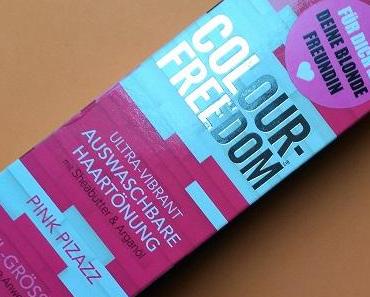 COLOUR-
FREEDOM
ULTRA-VIBRANT
AUSWASCHBARE
HAARTÖNUNG
mit Sheabutter & Arganöl
PINK PIZAZZ
FÜR DICH &
DEINE BLONDE
FREUNDIN